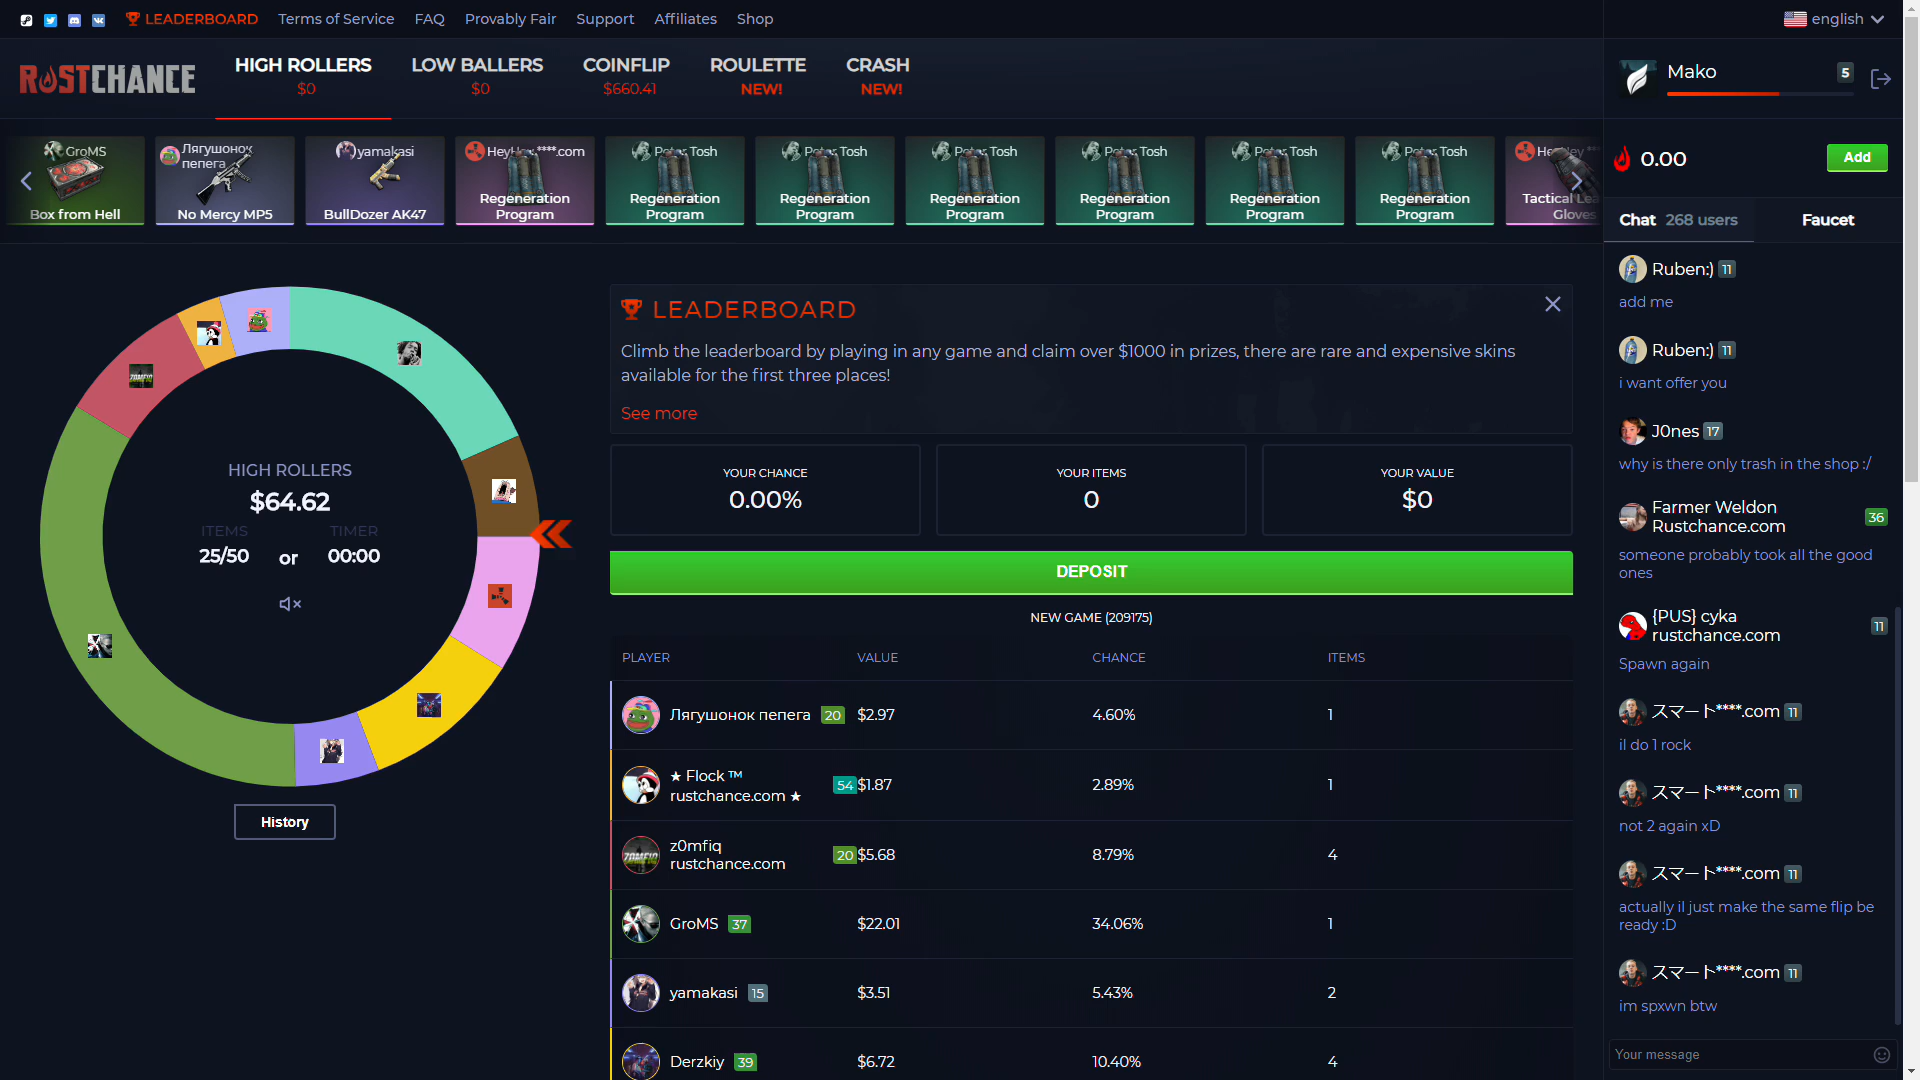 LEADERBOARD
Terms of Service
FAQ
Provably Fair
Support
Affiliates
Shop
english
RUSTCHANCE
HIGH ROLLERS
$0
LOW BALLERS
$0
COINFLIP
$660.41
ROULETTE
NEW!
CRASH
NEW!
Mako
5
GroMS
Box from Hell
Лягушонок
пепега
No Mercy MP5
yamakasi
BullDozer AK47
****.com
Regeneration
Program
Tosh
Regeneration
Program
Tosh
Regeneration
Program
Tosh
Regeneration
Program
Tosh
Regeneration
Program
Tosh
Regeneration
Program
Tosh
Regeneration
Program
Tactical
Gloves
0.00
Add
Chat 268 users
Faucet
HIGH ROLLERS
$64.62
ITEMS
25/50
or
TIMER
00:00
History
LEADERBOARD
Climb the leaderboard by playing in any game and claim over $1000 in prizes, there are rare and expensive skins
available for the first three places!
See more
YOUR CHANCE
0.00%
YOUR ITEMS
0
YOUR VALUE
$0
DEPOSIT
NEW GAME (209175)
PLAYER VALUE CHANCE ITEMS
Лягушонок пепега 20 $2.97 4.60% 1
★ Flock ™
rustchance.com ★ 54 $1.87 2.89% 1
z0mfiq
rustchance.com 20 $5.68 8.79% 4
GroMS 37 $22.01 34.06% 1
yamakasi 15 $3.51 5.43% 2
Derzkiy 39 $6.72 10.40% 4
Ruben:) 11
add me
Ruben:) 11
i want offer you
J0nes 17
why is there only trash in the shop :/
Farmer Weldon
Rustchance.com 36
someone probably took all the good
ones
{PUS} cyka
rustchance.com 11
Spawn again
スマート****.com 11
il do 1 rock
スマート****.com 11
not 2 again xD
スマート****.com 11
actually il just make the same flip be
ready :D
スマート****.com 11
im spxwn btw
Your message